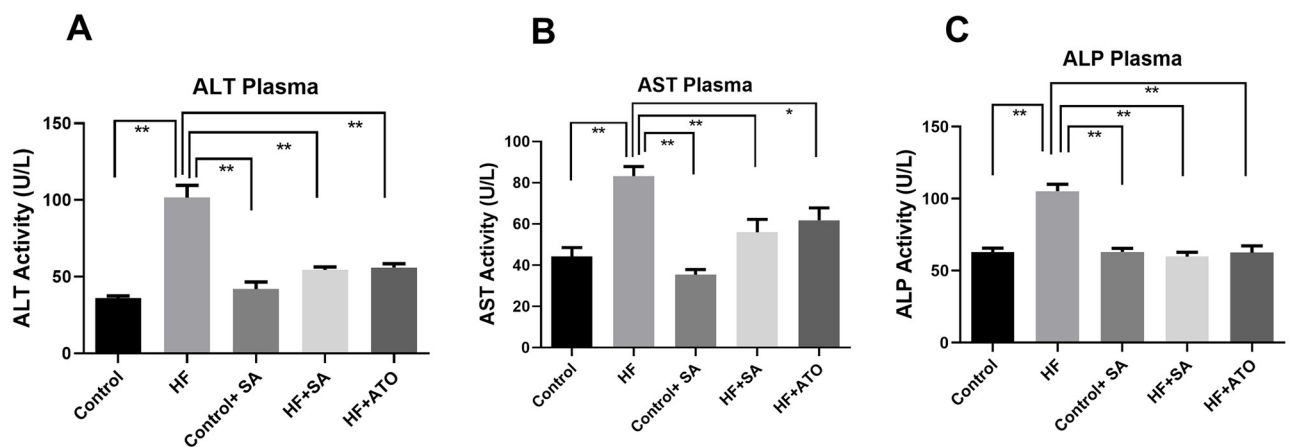 A
ALT Plasma
ALT Activity (U/L)
150
100
50
0
**
**
**
**
Control
HF
Control+ SA
HF+SA
HF+ATO
B
AST Plasma
AST Activity (U/L)
100
80
60
40
20
0
**
**
**
*
Control
HF
Control+ SA
HF+SA
HF+ATO
C
ALP Plasma
ALP Activity (U/L)
150
100
50
0
**
**
**
**
Control
HF
Control+ SA
HF+SA
HF+ATO